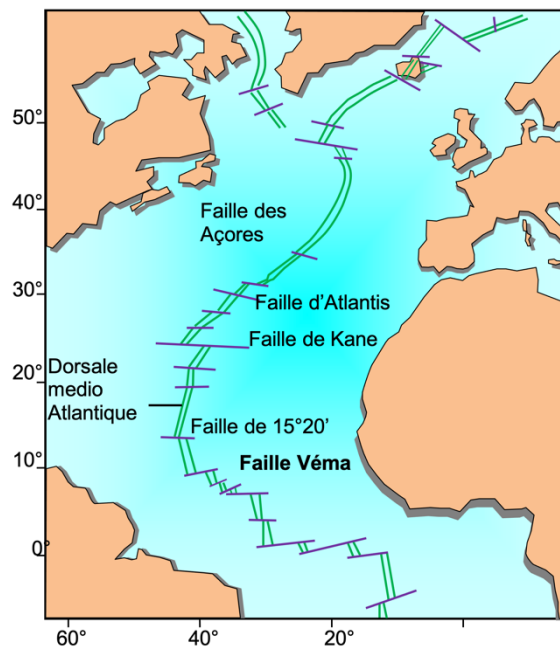 50°
40°
Faille des
Açores
30°
Faille d’Atlantis
Faille de Kane
Dorsale
medio
Atlantique
20°
Faille de 15°20’
Faille Véma
10°
0°
60°
40°
20°